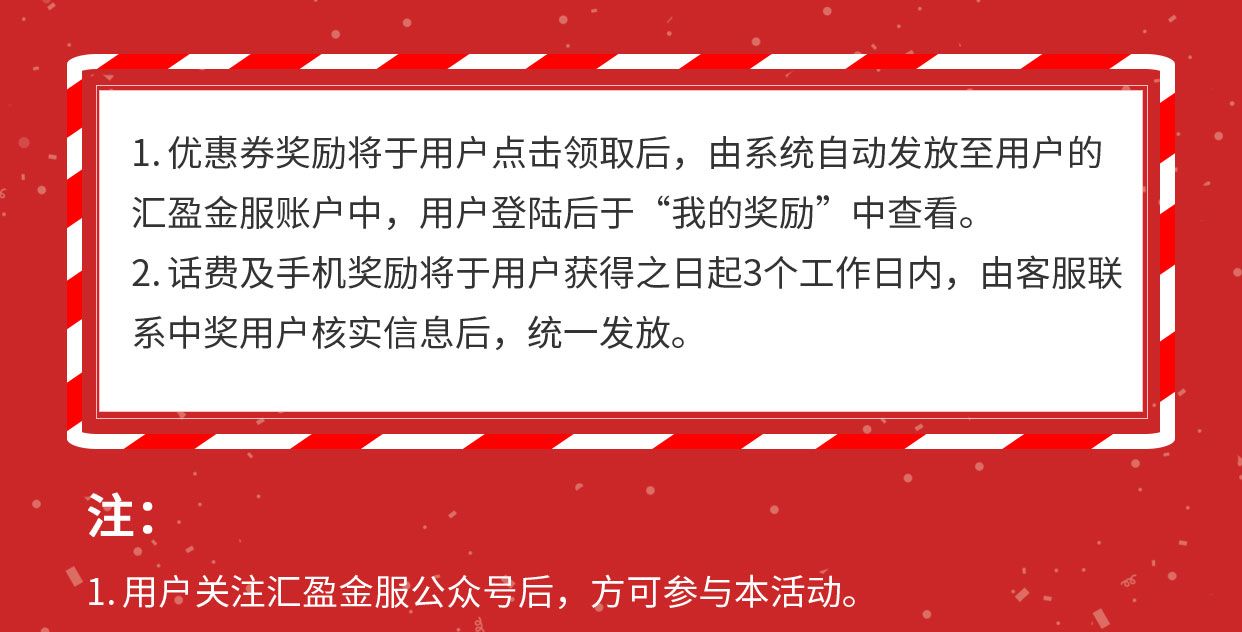 1. 优惠券奖励将于用户点击领取后，由系统自动发放至用户的
汇盈金服账户中，用户登陆后于“我的奖励”中查看。
2. 话费及手机奖励将于用户获得之日起3个工作日内，由客服联
系中奖用户核实信息后，统一发放。
注：
1. 用户关注汇盈金服公众号后，方可参与本活动。